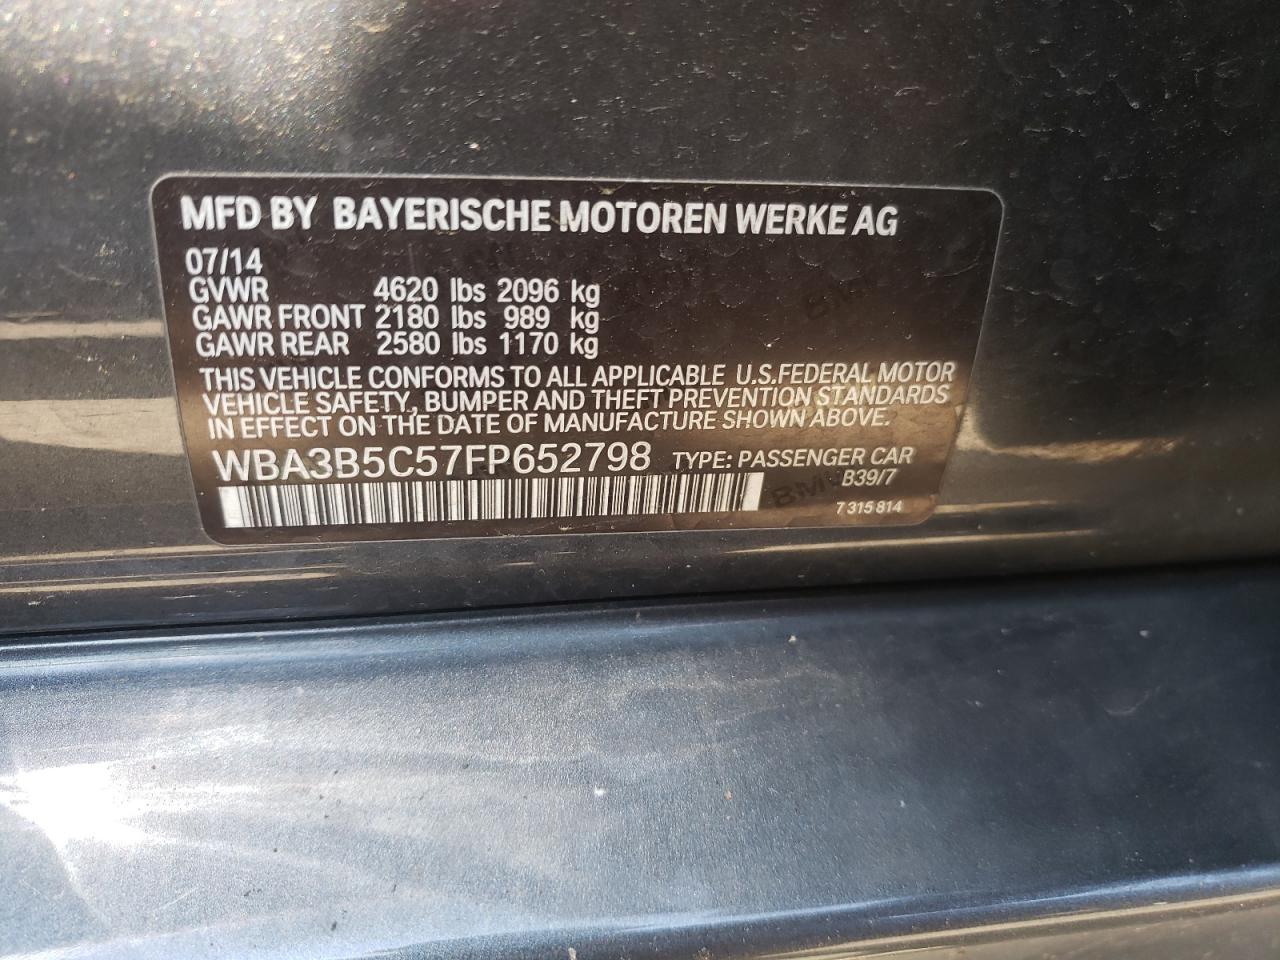 MFD BY BAYERISCHE MOTOREN WERKE AG
07/14
GVWR 4620 lbs 2096 kg
GAWR FRONT 2180 lbs 989 kg
GAWR REAR 2580 lbs 1170 kg
THIS VEHICLE CONFORMS TO ALL APPLICABLE U.S.FEDERAL MOTOR
VEHICLE SAFETY, BUMPER AND THEFT PREVENTION STANDARDS
IN EFFECT ON THE DATE OF MANUFACTURE SHOWN ABOVE.
WBA3B5C57FP652798 TYPE: PASSENGER CAR
B39/7
7 315 814
BMW
BMW